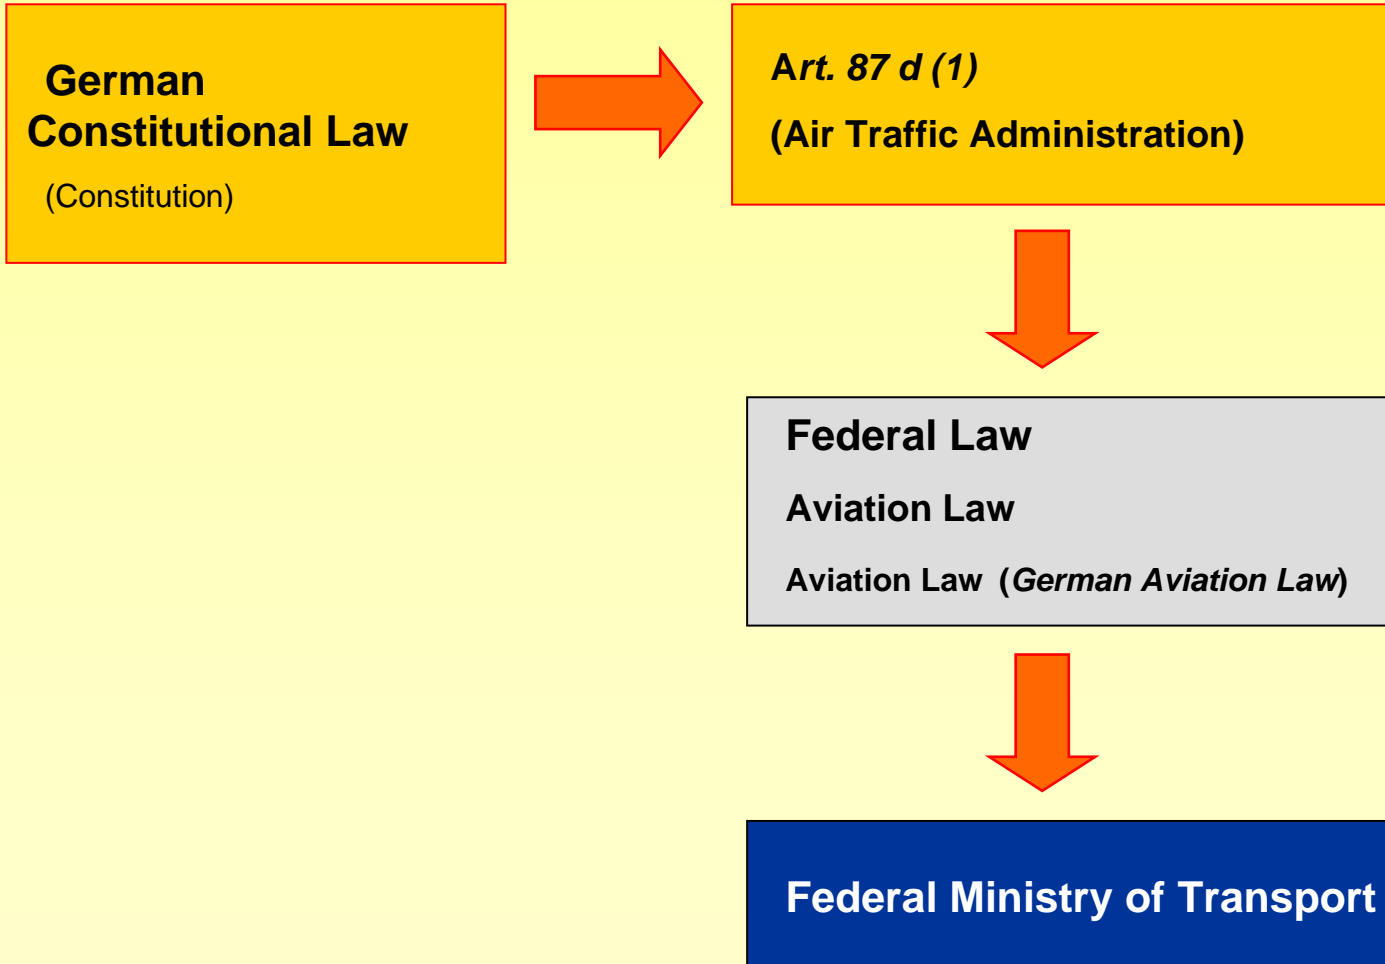 German
Constitutional Law
(Constitution)
Art. 87 d (1)
(Air Traffic Administration)
Federal Law
Aviation Law
Aviation Law (German Aviation Law)
Federal Ministry of Transport